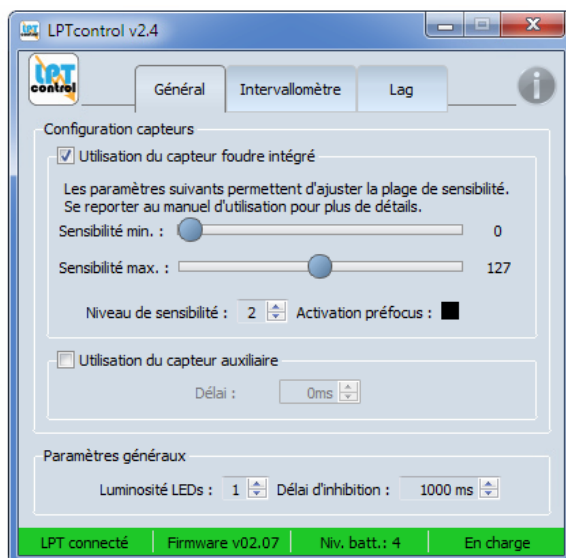 LPTcontrol v2.4
LPT
control
Général Intervallomètre Lag
Configuration capteurs
Utilisation du capteur foudre intégré
Les paramètres suivants permettent d'ajuster la plage de sensibilité.
Se reporter au manuel d'utilisation pour plus de détails.
Sensibilité min. : 0
Sensibilité max. : 127
Niveau de sensibilité : 2 Activation préfocus :
Utilisation du capteur auxiliaire
Délai : 0ms
Paramètres généraux
Luminosité LEDs : 1 Délai d'inhibition : 1000 ms
LPT connecté Firmware v02.07 Niv. batt.: 4 En charge